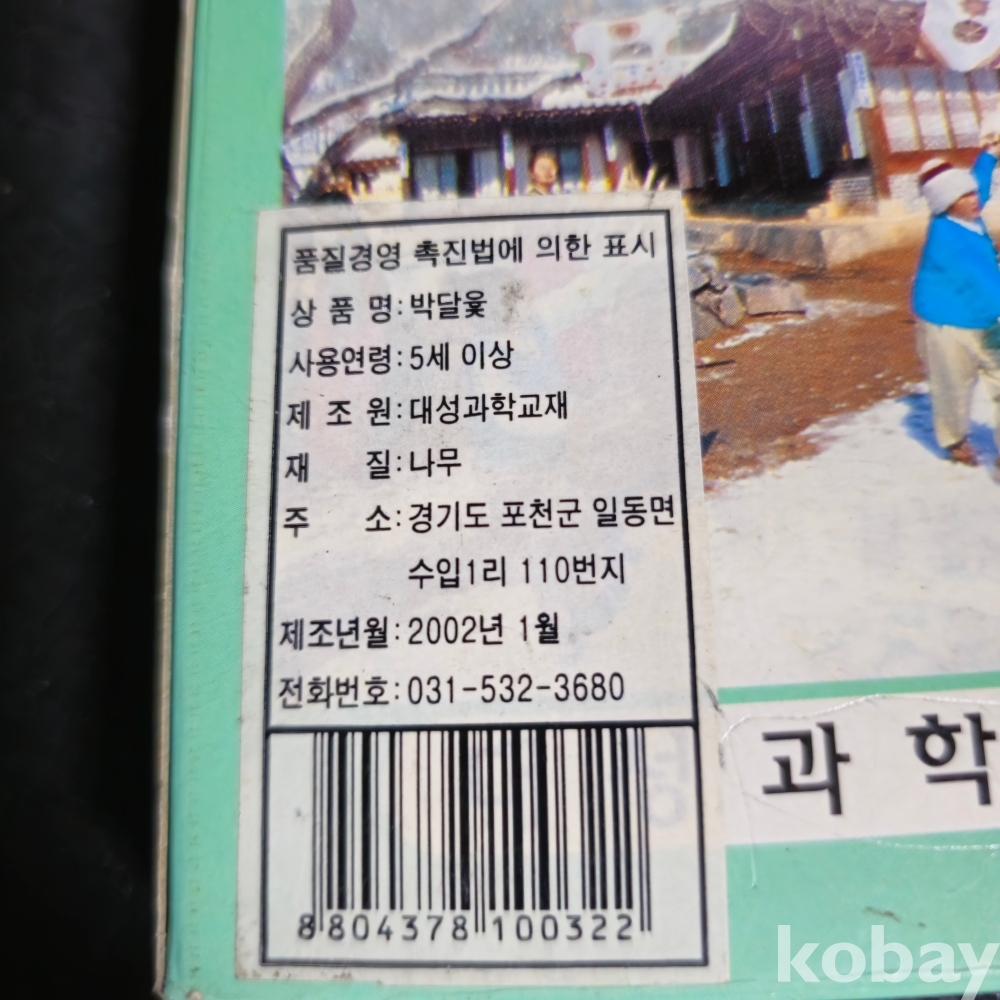 품질경영 촉진법에 의한 표시
상 품 명:박달윷
사용연령:5세 이상
제 조 원:대성과학교재
재 질:나무
주 소:경기도 포천군 일동면
수입1리 110번지
제조년월:2002년 1월
전화번호:031-532-3680
과 학
8 804378 100322
kobay